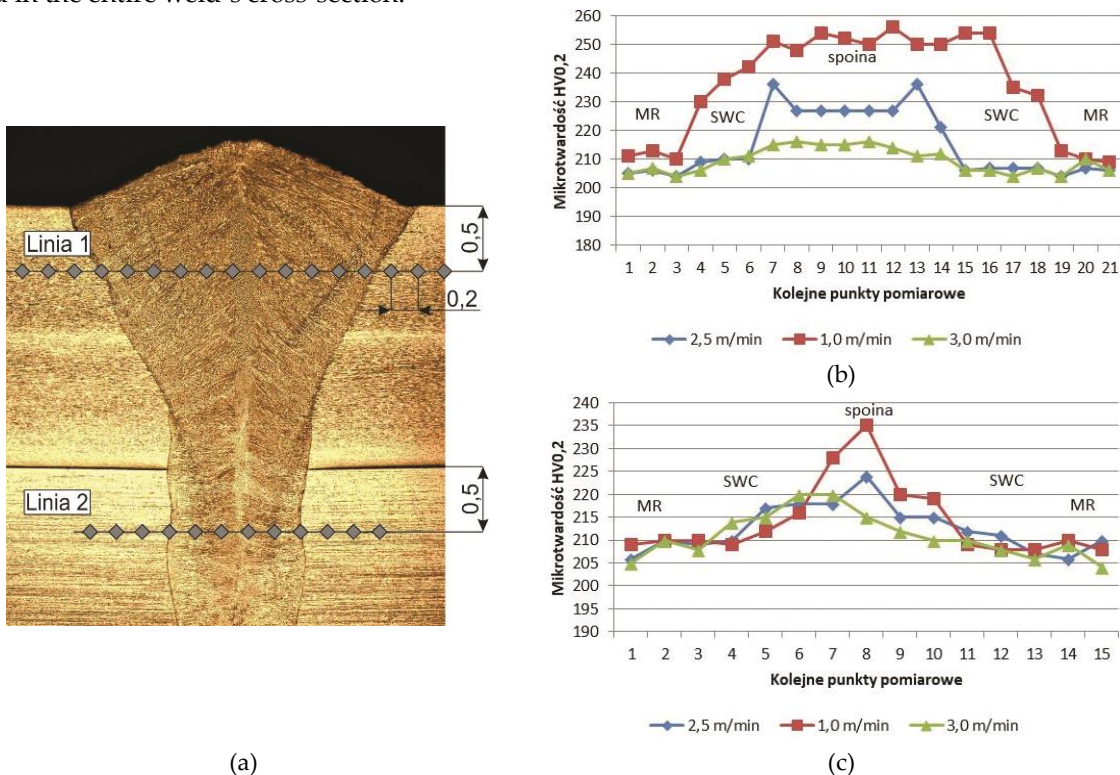 d in the entire weld's cross-section.
Linia 1
0,5
0,2
Linia 2
0,5
(a)
Mikrotwardość HV0,2
260
250
240
230
220
210
200
190
180
MR
SWC
spoina
SWC
MR
1 2 3 4 5 6 7 8 9 10 11 12 13 14 15 16 17 18 19 20 21
Kolejne punkty pomiarowe
2,5 m/min 1,0 m/min 3,0 m/min
(b)
Mikrotwardość HV0,2
240
235
230
225
220
215
210
205
200
195
190
MR
SWC
spoina
SWC
MR
1 2 3 4 5 6 7 8 9 10 11 12 13 14 15
Kolejne punkty pomiarowe
2,5 m/min 1,0 m/min 3,0 m/min
(c)